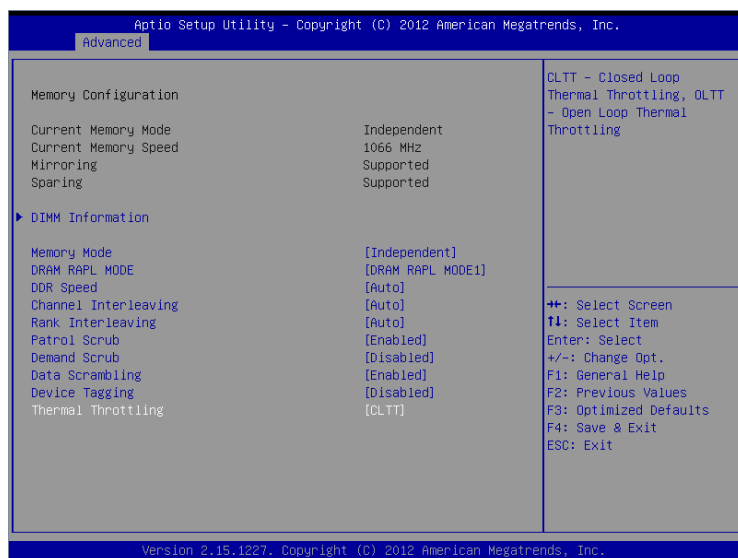 Aptio Setup Utility – Copyright (C) 2012 American Megatrends, Inc.
Advanced
Memory Configuration
Current Memory Mode Independent
Current Memory Speed 1066 MHz
Mirroring Supported
Sparing Supported
DIMM Information
Memory Mode [Independent]
DRAM RAPL MODE [DRAM RAPL MODE1]
DDR Speed [Auto]
Channel Interleaving [Auto]
Rank Interleaving [Auto]
Patrol Scrub [Enabled]
Demand Scrub [Disabled]
Data Scrambling [Enabled]
Device Tagging [Disabled]
Thermal Throttling [CLTT]
CLTT – Closed Loop
Thermal Throttling, OLTT
– Open Loop Thermal
Throttling
→←: Select Screen
↑↓: Select Item
Enter: Select
+/-: Change Opt.
F1: General Help
F2: Previous Values
F3: Optimized Defaults
F4: Save & Exit
ESC: Exit
Version 2.15.1227. Copyright (C) 2012 American Megatrends, Inc.